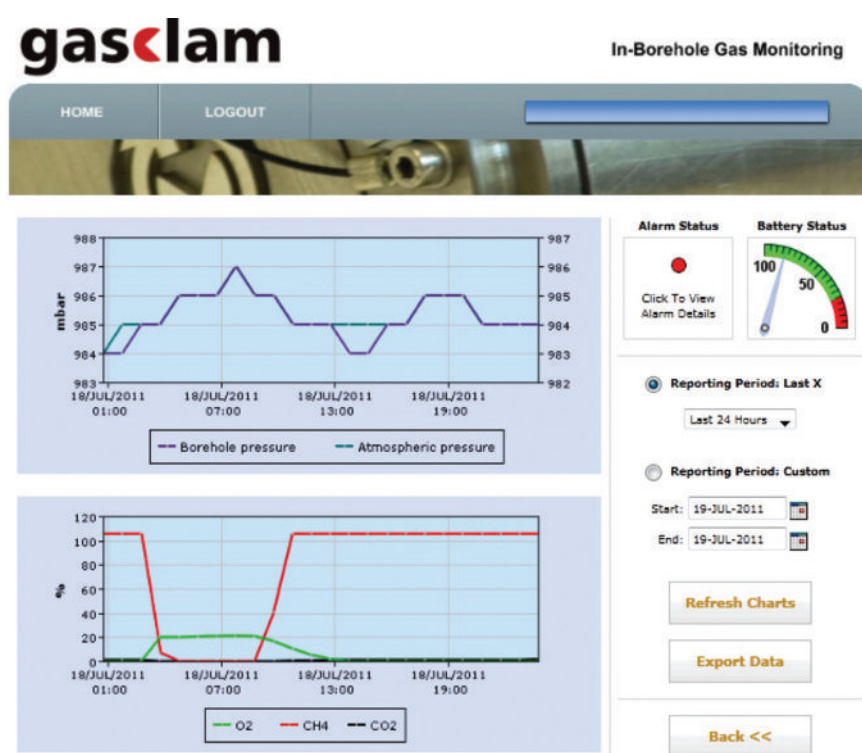 gasclam
In-Borehole Gas Monitoring
HOME LOGOUT
988 987
987 986
986 985
985 984
984 983
983 982
mbar
18/JUL/2011 18/JUL/2011 18/JUL/2011 18/JUL/2011
01:00 07:00 13:00 19:00
Borehole pressure Atmospheric pressure
120
100
80
60
40
20
0
%
18/JUL/2011 18/JUL/2011 18/JUL/2011 18/JUL/2011
01:00 07:00 13:00 19:00
O2 CH4 CO2
Alarm Status Battery Status
Click To View
Alarm Details
100
50
0
Reporting Period: Last X
Last 24 Hours
Reporting Period: Custom
Start: 19-JUL-2011
End: 19-JUL-2011
Refresh Charts
Export Data
Back <<